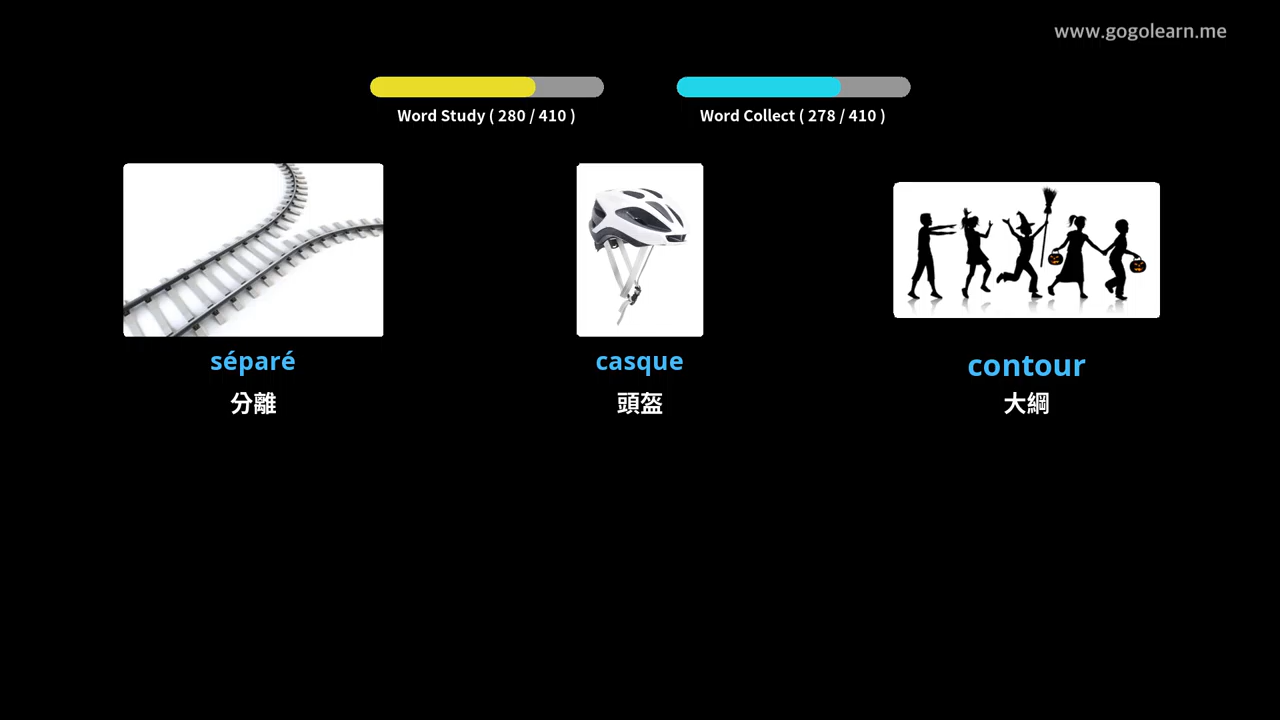 www.gogolearn.me
Word Study ( 280 / 410 )
Word Collect ( 278 / 410 )
séparé
casque
contour
分離
頭盔
大綱